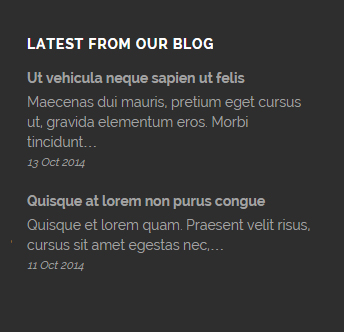 LATEST FROM OUR BLOG
Ut vehicula neque sapien ut felis
Maecenas dui mauris, pretium eget cursus
ut, gravida elementum eros. Morbi
tincidunt…
13 Oct 2014
Quisque at lorem non purus congue
Quisque et lorem quam. Praesent velit risus,
cursus sit amet egestas nec,…
11 Oct 2014